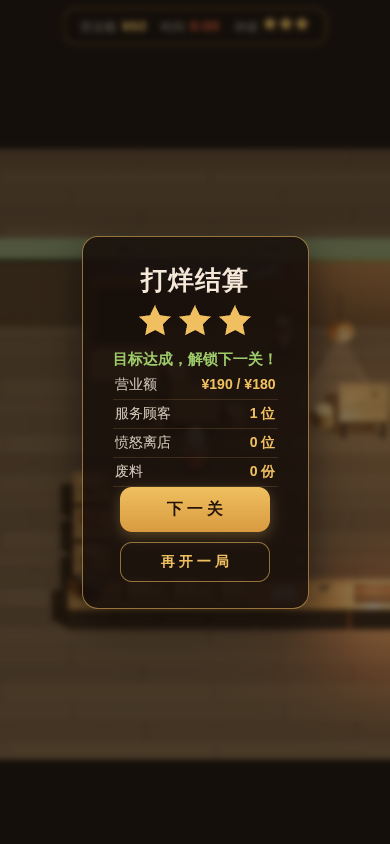 打烊结算
目标达成，解锁下一关！
营业额 ¥190 / ¥180
服务顾客 1 位
愤怒离店 0 位
废料 0 份
下一关
再开一局